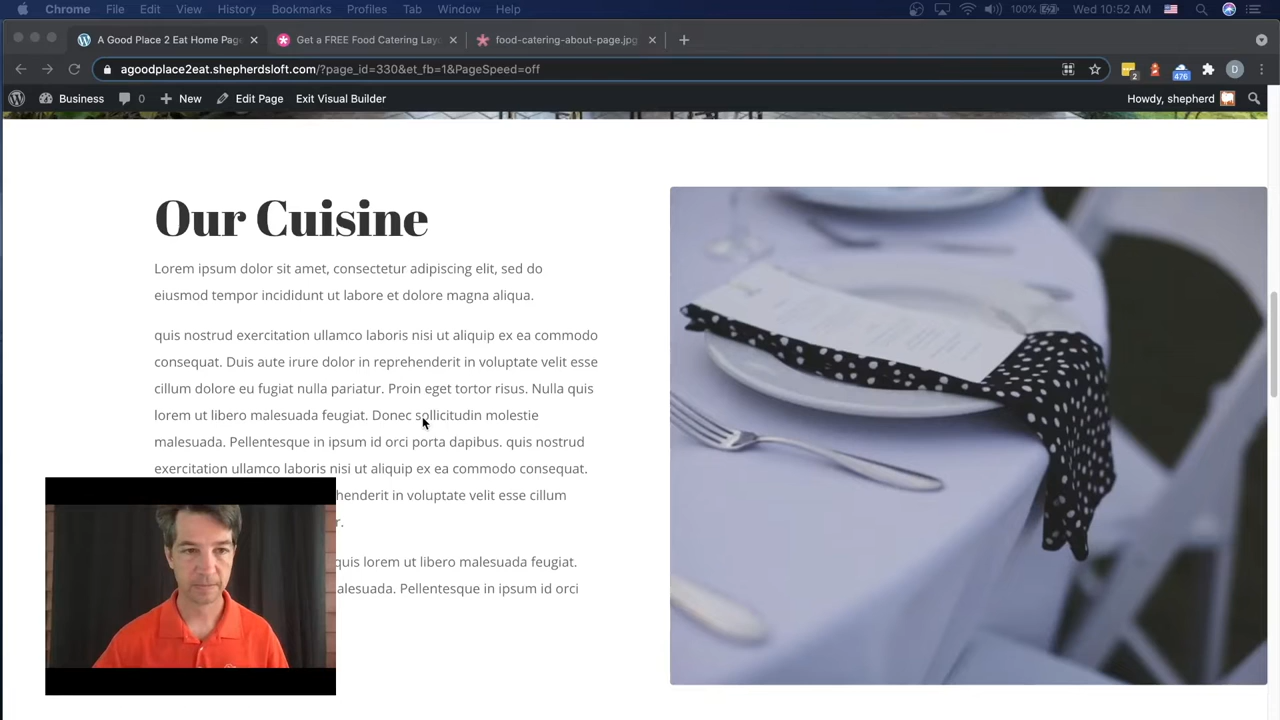 Chrome File Edit View History Bookmarks Profiles Tab Window Help 100% Wed 10:52 AM
A Good Place 2 Eat Home Pag Get a FREE Food Catering Lay food-catering-about-page.jpg
agoodplace2eat.shepherdsloft.com/?page_id=330&et_fb=1&PageSpeed=off 2 476 D
Business 0 New Edit Page Exit Visual Builder Howdy, shepherd
Our Cuisine
Lorem ipsum dolor sit amet, consectetur adipiscing elit, sed do
eiusmod tempor incididunt ut labore et dolore magna aliqua.
quis nostrud exercitation ullamco laboris nisi ut aliquip ex ea commodo
consequat. Duis aute irure dolor in reprehenderit in voluptate velit esse
cillum dolore eu fugiat nulla pariatur. Proin eget tortor risus. Nulla quis
lorem ut libero malesuada feugiat. Donec sollicitudin molestie
malesuada. Pellentesque in ipsum id orci porta dapibus. quis nostrud
exercitation ullamco laboris nisi ut aliquip ex ea commodo consequat.
henderit in voluptate velit esse cillum
r.
quis lorem ut libero malesuada feugiat.
alesuada. Pellentesque in ipsum id orci